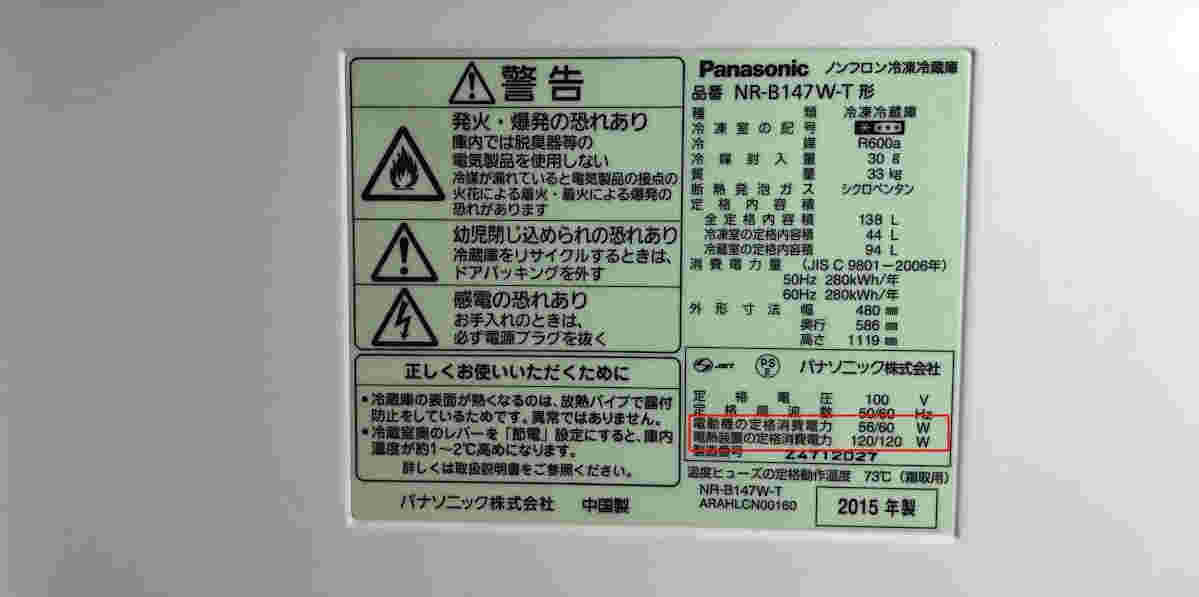 警告
発火・爆発の恐れあり
庫内では脱臭器等の
電気製品を使用しない
冷媒が漏れていると電気製品の接点の
火花による着火・着火による爆発の
恐れがあります
幼児閉じ込められの恐れあり
冷蔵庫をリサイクルするときは、
ドアパッキングを外す
感電の恐れあり
お手入れのときは、
必ず電源プラグを抜く
正しくお使いいただくために
•冷蔵庫の表面が熱くなるのは、放熱パイプで露付
防止をしているためです。異常ではありません。
•冷蔵室奥のレバーを「節電」設定にすると、庫内
温度が約1~2℃高めになります。
詳しくは取扱説明書をご参照ください。
パナソニック株式会社 中国製
Panasonic ノンフロン冷凍冷蔵庫
品番 NR-B147W-T 形
種類 冷凍冷蔵庫
冷凍室の記号
冷媒 R600a
冷媒封入量 30 g
質量 33 kg
断熱発泡ガス シクロペンタン
定格内容積
全定格内容積 138 L
冷凍室の定格内容積 44 L
冷蔵室の定格内容積 94 L
消費電力量 (JIS C 9801-2006年)
50Hz 280kWh/年
60Hz 280kWh/年
外形寸法 幅 480 mm
奥行 586 mm
高さ 1119 mm
JET PSE パナソニック株式会社
定格電圧 100 V
定格周波数 50/60 Hz
電動機の定格消費電力 56/60 W
電熱装置の定格消費電力 120/120 W
製造番号 Z4712027
温度ヒューズの定格動作温度 73℃ (霜取用)
NR-B147W-T
ARAHLCN00160
2015 年製